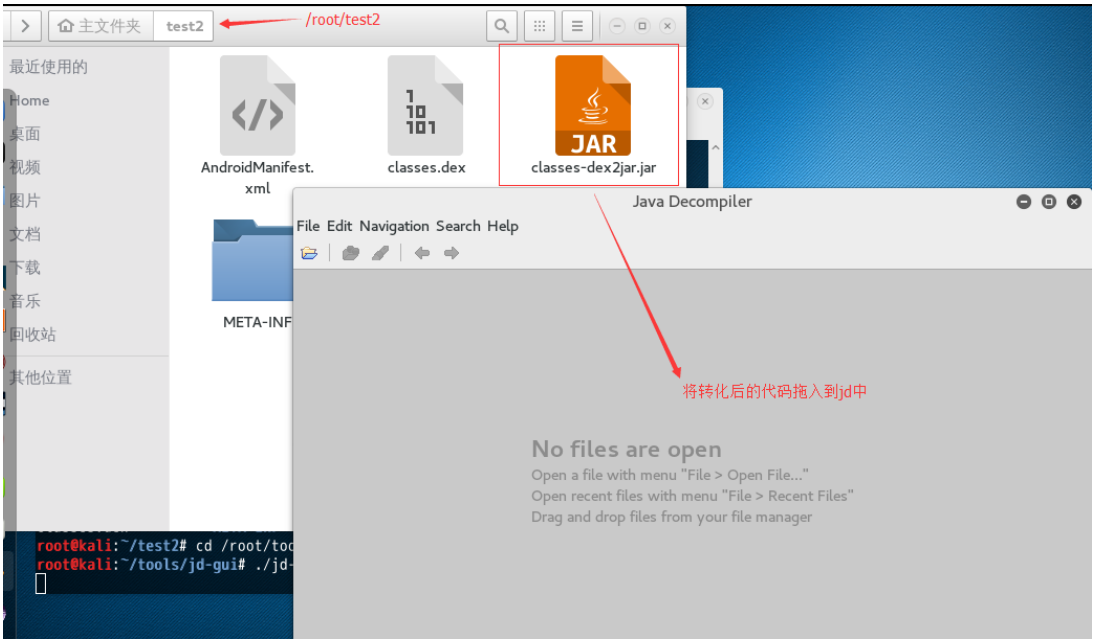 主文件夹
test2
/root/test2
最近使用的
Home
桌面
视频
图片
文档
下载
音乐
回收站
其他位置
1
10
101
JAR
AndroidManifest.
xml
classes.dex
classes-dex2jar.jar
META-INF
Java Decompiler
File Edit Navigation Search Help
将转化后的代码拖入到jd中
No files are open
Open a file with menu "File > Open File..."
Open recent files with menu "File > Recent Files"
Drag and drop files from your file manager
root@kali:~/test2# cd /root/too
root@kali:~/tools/jd-gui# ./jd-